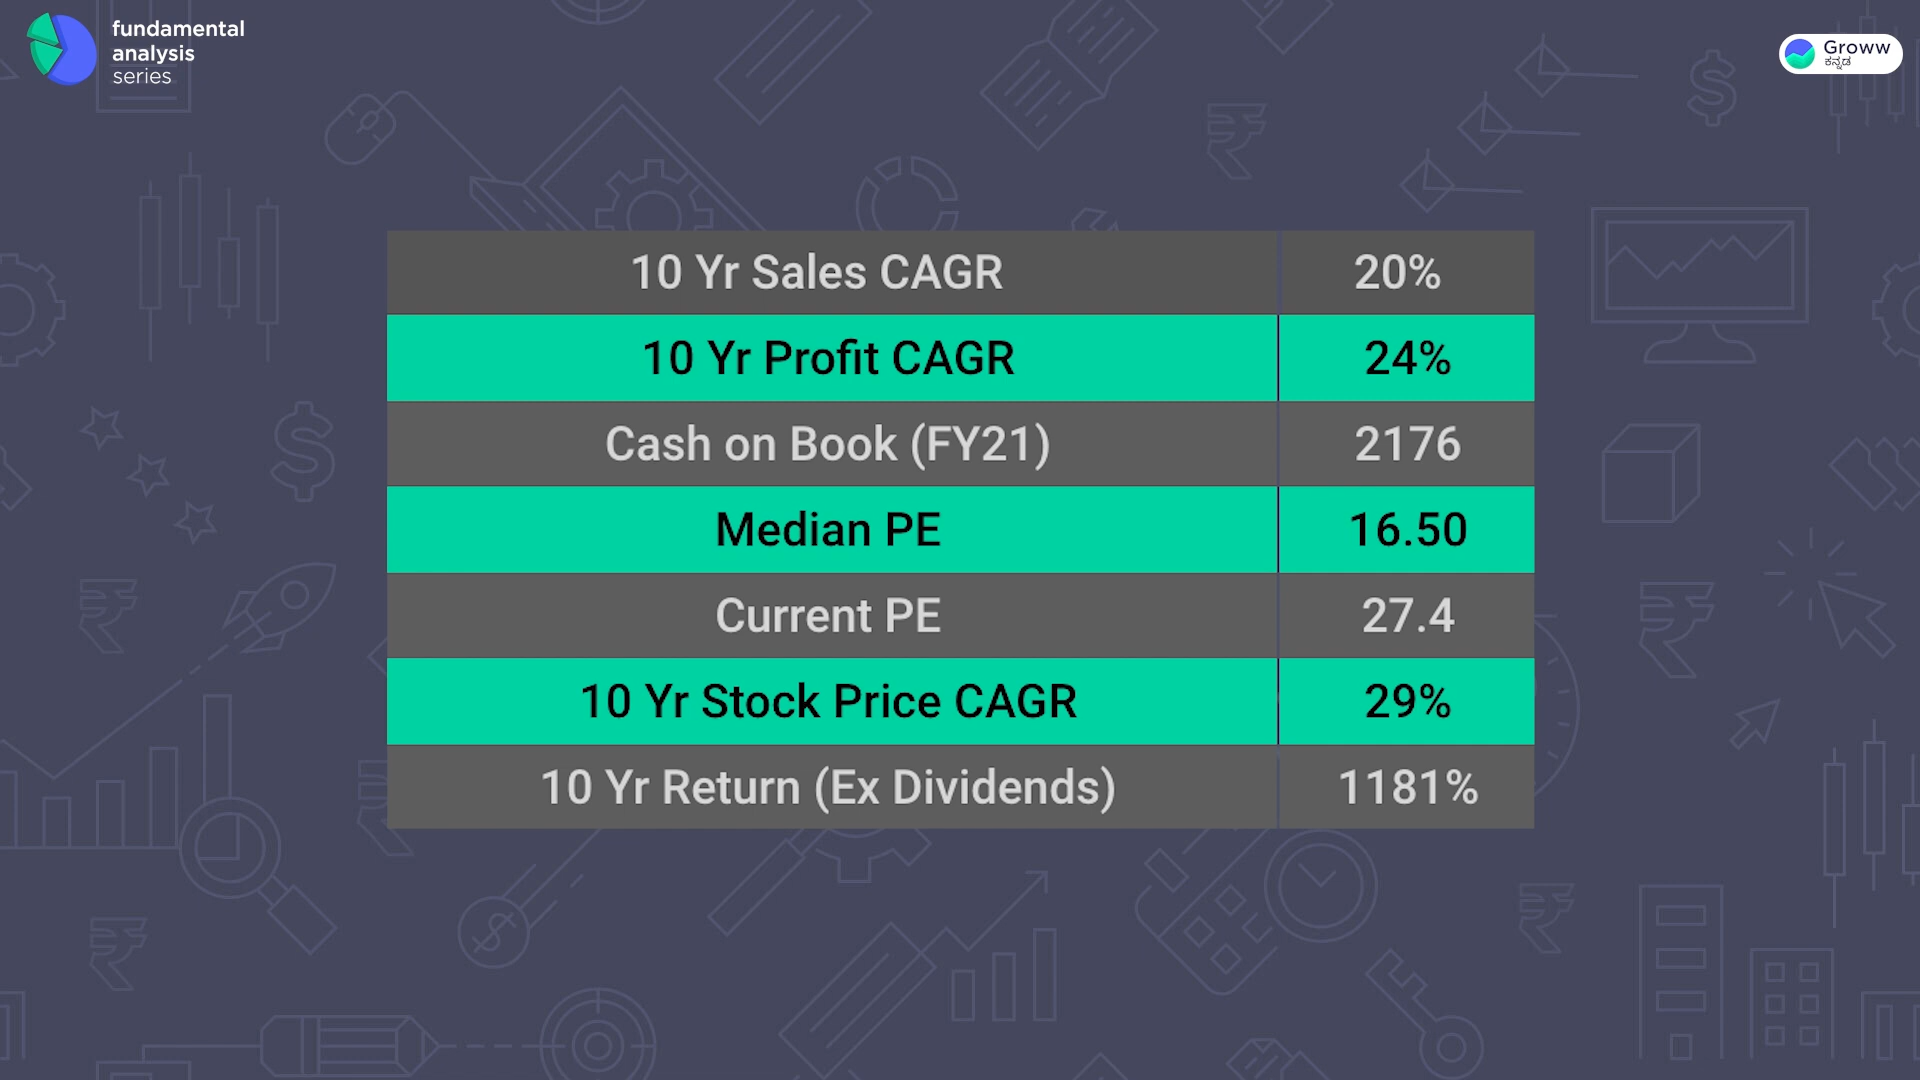 fundamental
analysis
series
Groww
ಕನ್ನಡ
10 Yr Sales CAGR 20%
10 Yr Profit CAGR 24%
Cash on Book (FY21) 2176
Median PE 16.50
Current PE 27.4
10 Yr Stock Price CAGR 29%
10 Yr Return (Ex Dividends) 1181%